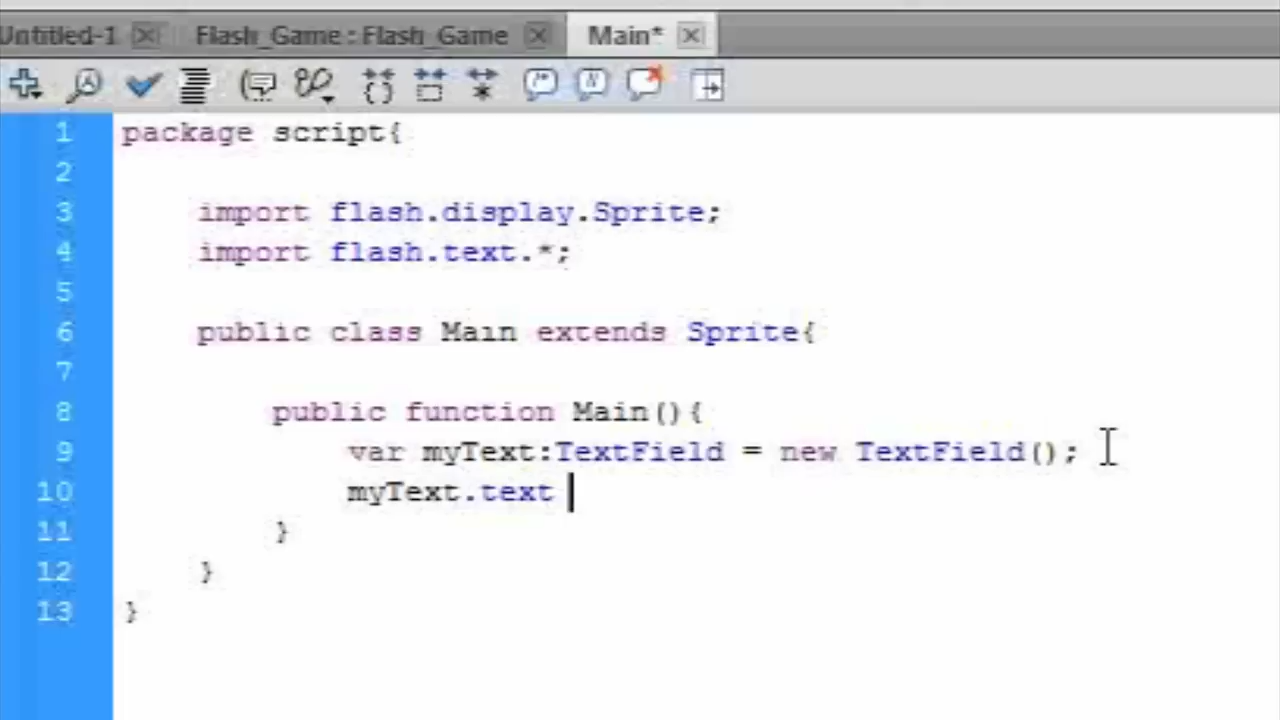 Untitled-1 Flash_Game : Flash_Game Main*
1 package script{
2
3 import flash.display.Sprite;
4 import flash.text.*;
5
6 public class Main extends Sprite{
7
8 public function Main(){
9 var myText:TextField = new TextField();
10 myText.text
11 }
12 }
13 }